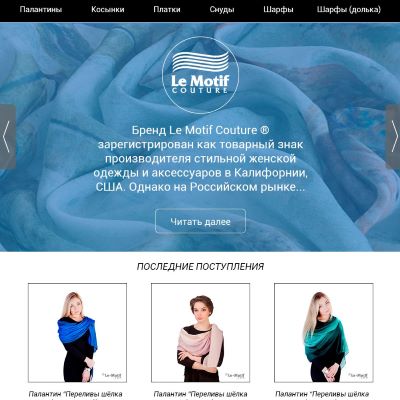 Палантины Косынки Платки Снуды Шарфы Шарфы (долька)
Le Motif
COUTURE
Бренд Le Motif Couture ®
зарегистрирован как товарный знак
производителя стильной женской
одежды и аксессуаров в Калифорнии,
США. Однако на Российском рынке...
Читать далее
ПОСЛЕДНИЕ ПОСТУПЛЕНИЯ
Le Motif Le Motif Le Motif
Палантин "Переливы шёлка Палантин "Переливы шёлка Палантин "Переливы шёлка